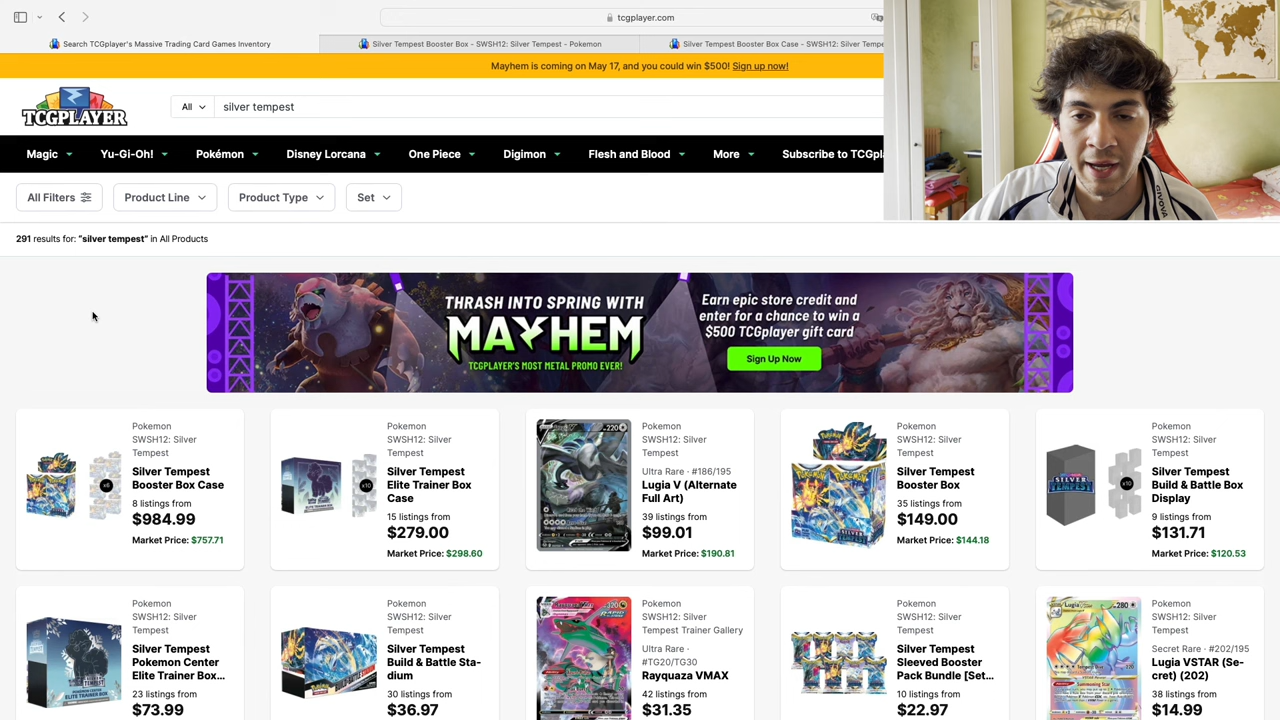 tcgplayer.com
Search TCGplayer's Massive Trading Card Games Inventory
Silver Tempest Booster Box - SWSH12: Silver Tempest - Pokemon
Silver Tempest Booster Box Case - SWSH12: Silver Tempe
Mayhem is coming on May 17, and you could win $500! Sign up now!
TCGPLAYER
All
silver tempest
Magic
Yu-Gi-Oh!
Pokémon
Disney Lorcana
One Piece
Digimon
Flesh and Blood
More
Subscribe to TCGpla
All Filters
Product Line
Product Type
Set
291 results for: "silver tempest" in All Products
THRASH INTO SPRING WITH
MAYHEM
TCGPLAYER'S MOST METAL PROMO EVER!
Earn epic store credit and
enter for a chance to win a
$500 TCGplayer gift card
Sign Up Now
Pokemon
SWSH12: Silver
Tempest
Silver Tempest
Booster Box Case
8 listings from
$984.99
Market Price: $757.71
x6
Pokemon
SWSH12: Silver
Tempest
Silver Tempest
Elite Trainer Box
Case
15 listings from
$279.00
Market Price: $298.60
x10
Pokemon
SWSH12: Silver
Tempest
Ultra Rare · #186/195
Lugia V (Alternate
Full Art)
39 listings from
$99.01
Market Price: $190.81
220
Pokemon
SWSH12: Silver
Tempest
Silver Tempest
Booster Box
35 listings from
$149.00
Market Price: $144.18
Pokemon
SWSH12: Silver
Tempest
Silver Tempest
Build & Battle Box
Display
9 listings from
$131.71
Market Price: $120.53
SILVER
TEMPEST
x10
Pokemon
SWSH12: Silver
Tempest
Silver Tempest
Pokemon Center
Elite Trainer Box...
23 listings from
$73.99
Pokemon
SWSH12: Silver
Tempest
Silver Tempest
Build & Battle Sta-
dium
Pokemon
SWSH12: Silver
Tempest Trainer Gallery
Ultra Rare ·
#TG20/TG30
Rayquaza VMAX
42 listings from
$31.35
320
Pokemon
SWSH12: Silver
Tempest
Silver Tempest
Sleeved Booster
Pack Bundle [Set...
10 listings from
$22.97
Pokemon
SWSH12: Silver
Tempest
Secret Rare · #202/195
Lugia VSTAR (Se-
cret) (202)
38 listings from
$14.99
Lugia
280